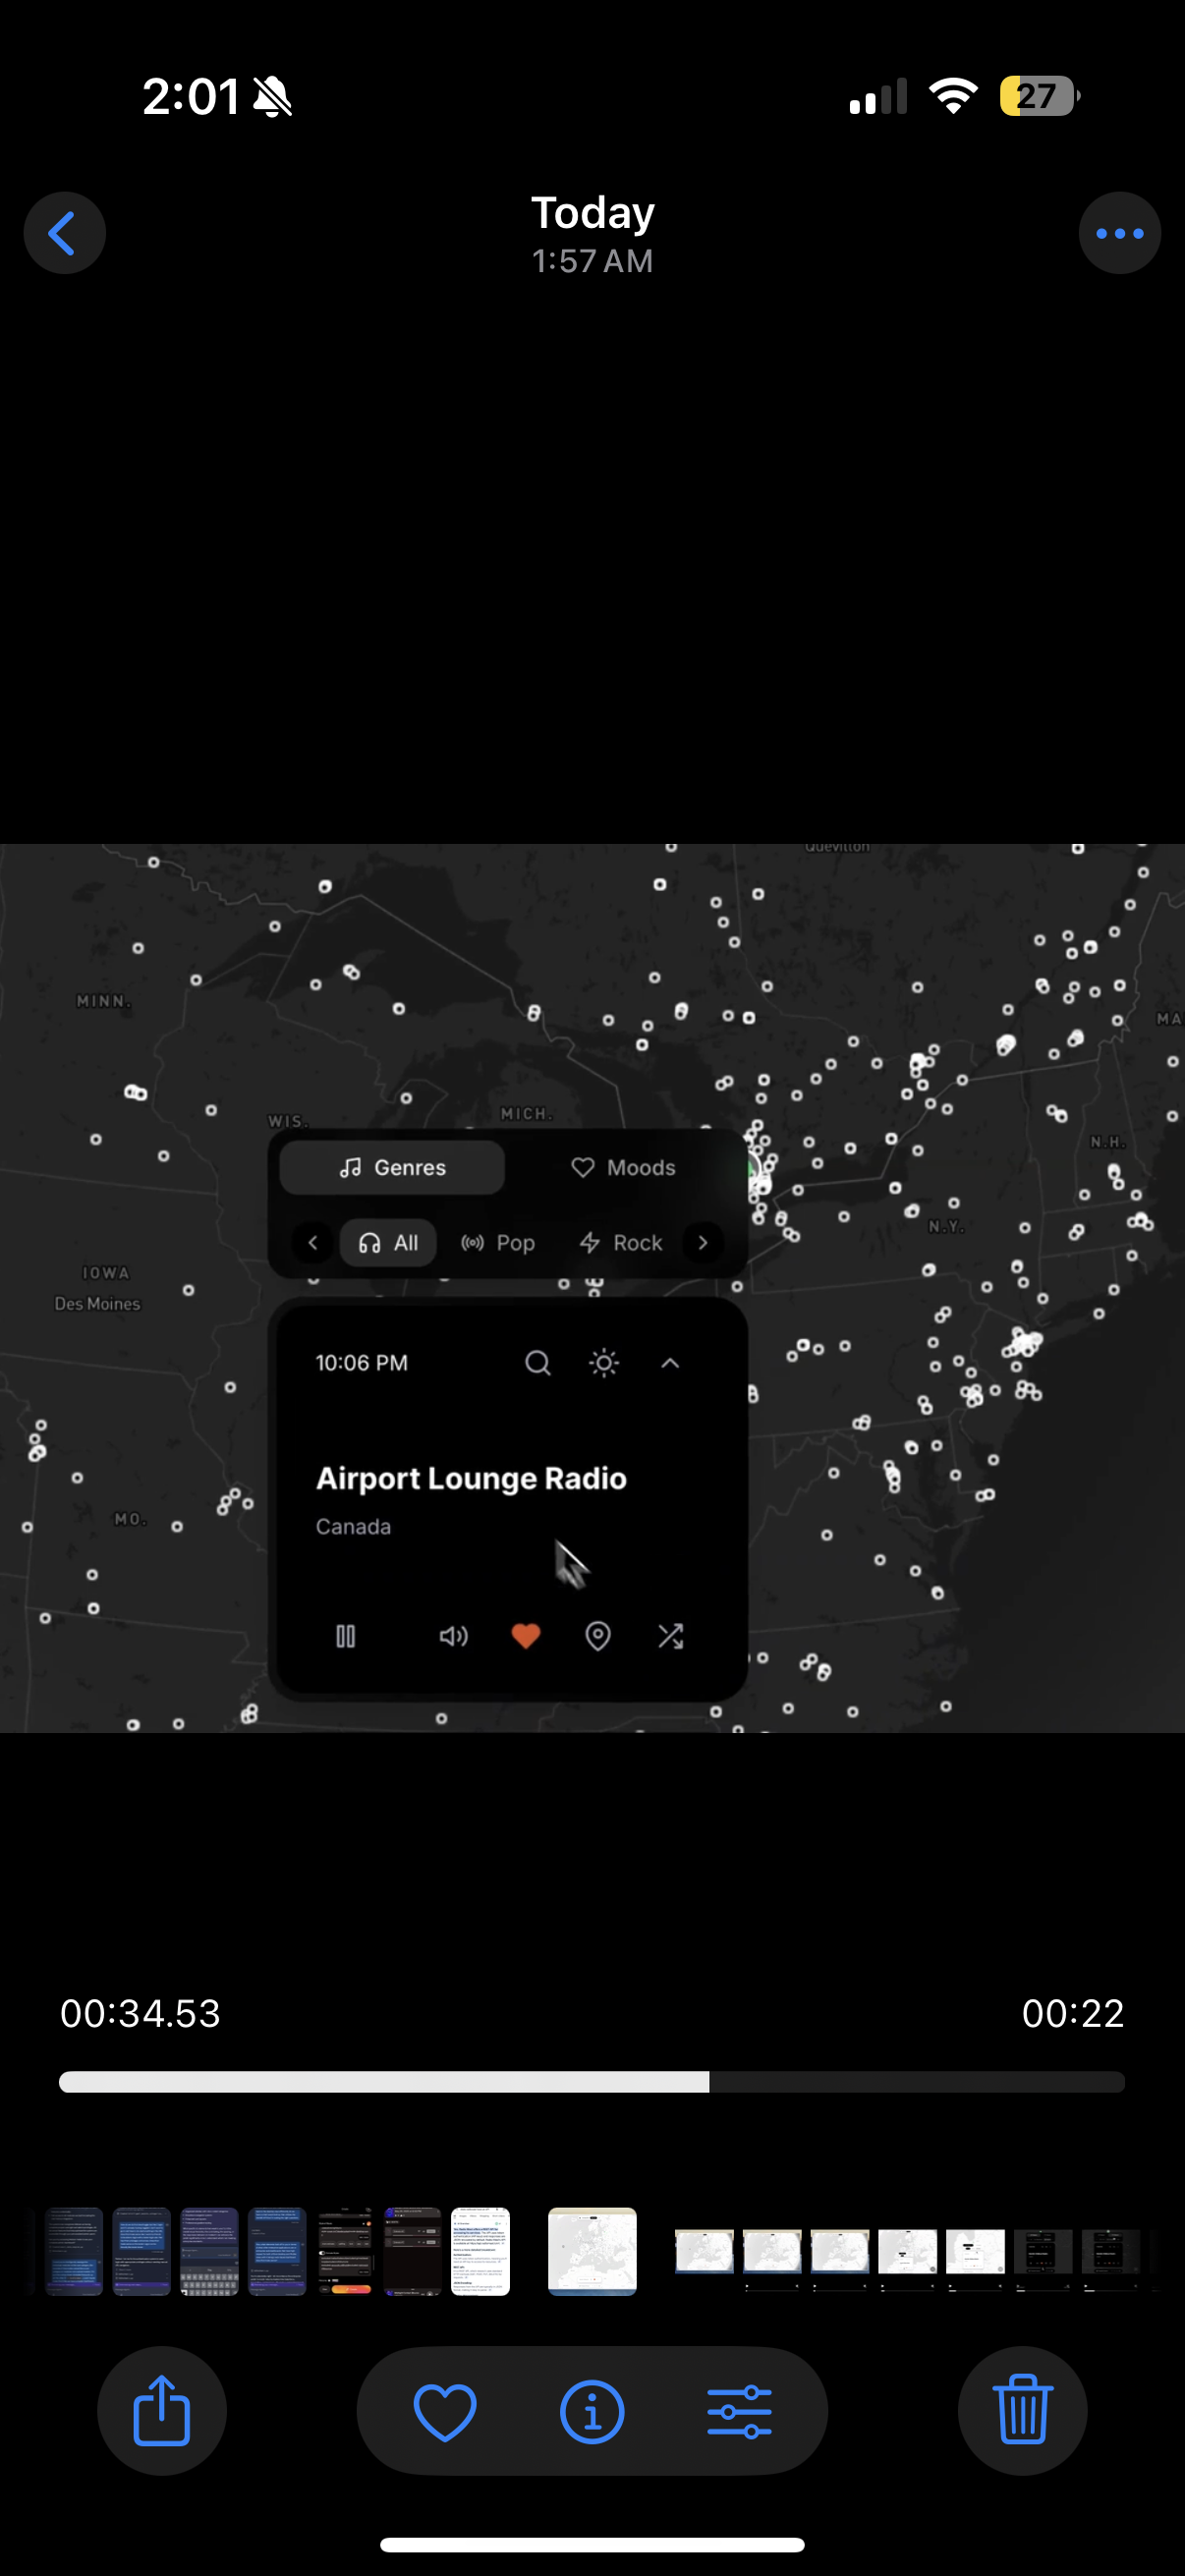 2:01
27
Today
1:57 AM
Quévillon
MINN.
MA
WIS.
MICH.
N.H.
Genres
Moods
All
Pop
Rock
N.Y.
IOWA
Des Moines
10:06 PM
Airport Lounge Radio
Canada
MO.
00:34.53
00:22